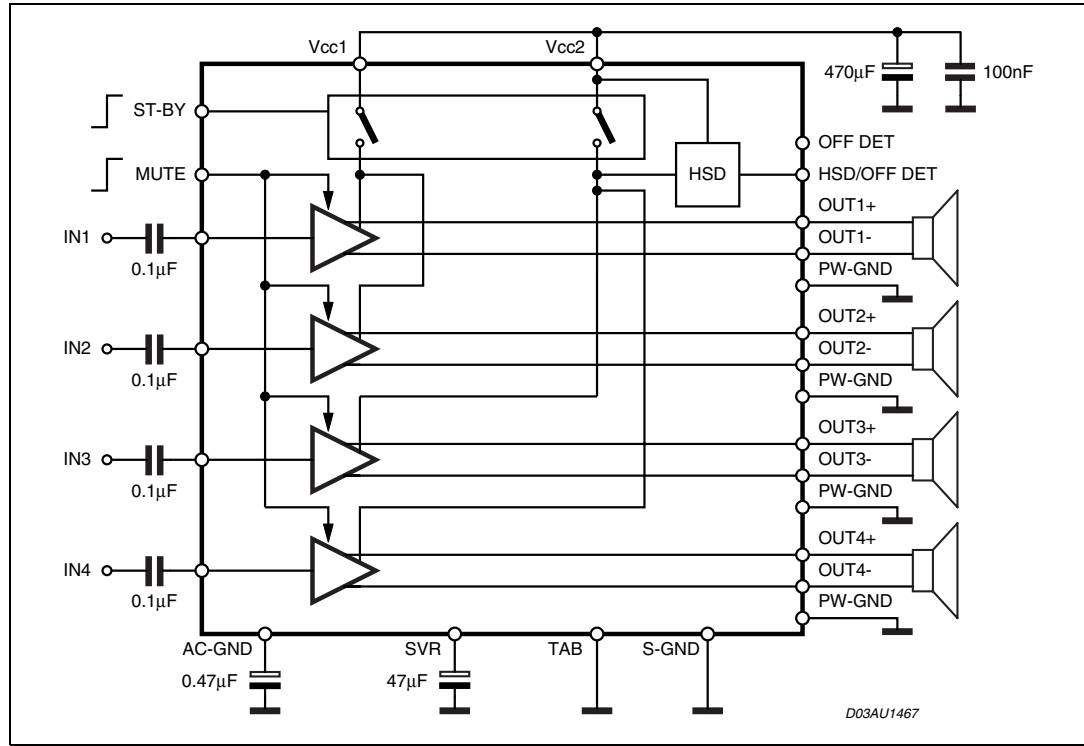 Vcc1
Vcc2
470μF
100nF
ST-BY
OFF DET
MUTE
HSD
HSD/OFF DET
OUT1+
IN1
OUT1-
0.1μF
PW-GND
OUT2+
IN2
OUT2-
0.1μF
PW-GND
OUT3+
IN3
OUT3-
0.1μF
PW-GND
OUT4+
IN4
OUT4-
0.1μF
PW-GND
AC-GND
SVR
TAB
S-GND
0.47μF
47μF
D03AU1467